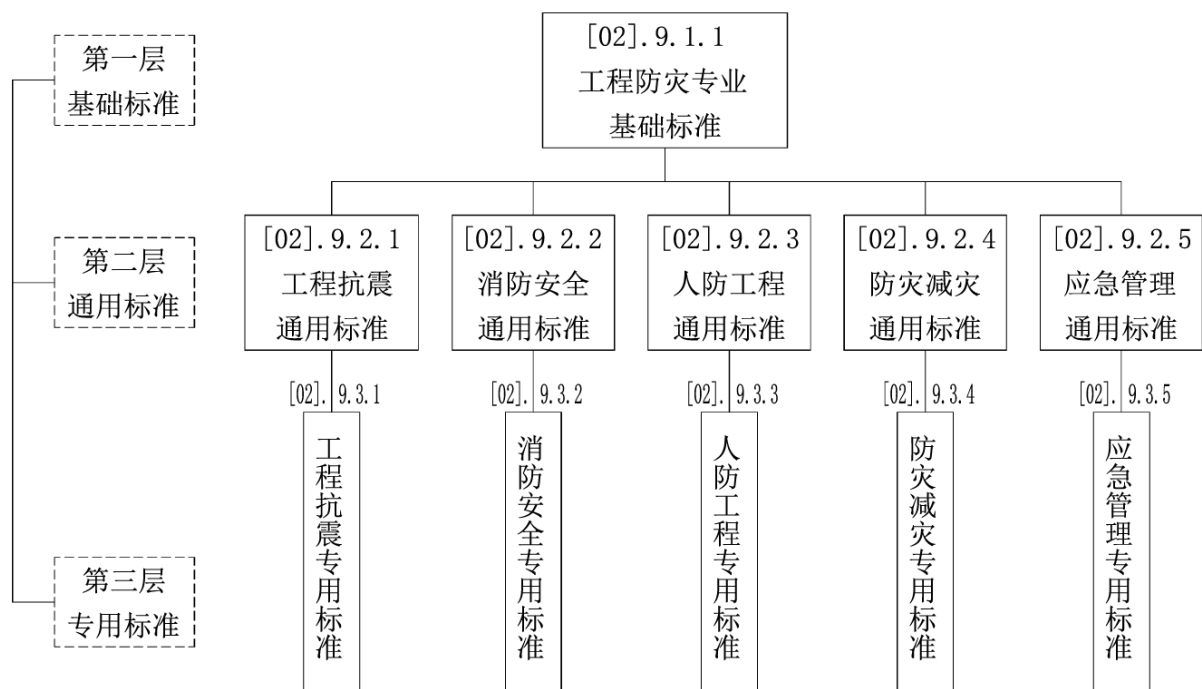 第一层
基础标准
[02].9.1.1
工程防灾专业
基础标准
第二层
通用标准
[02].9.2.1
工程抗震
通用标准
[02].9.2.2
消防安全
通用标准
[02].9.2.3
人防工程
通用标准
[02].9.2.4
防灾减灾
通用标准
[02].9.2.5
应急管理
通用标准
第三层
专用标准
[02].9.3.1
工程抗震专用标准
[02].9.3.2
消防安全专用标准
[02].9.3.3
人防工程专用标准
[02].9.3.4
防灾减灾专用标准
[02].9.3.5
应急管理专用标准